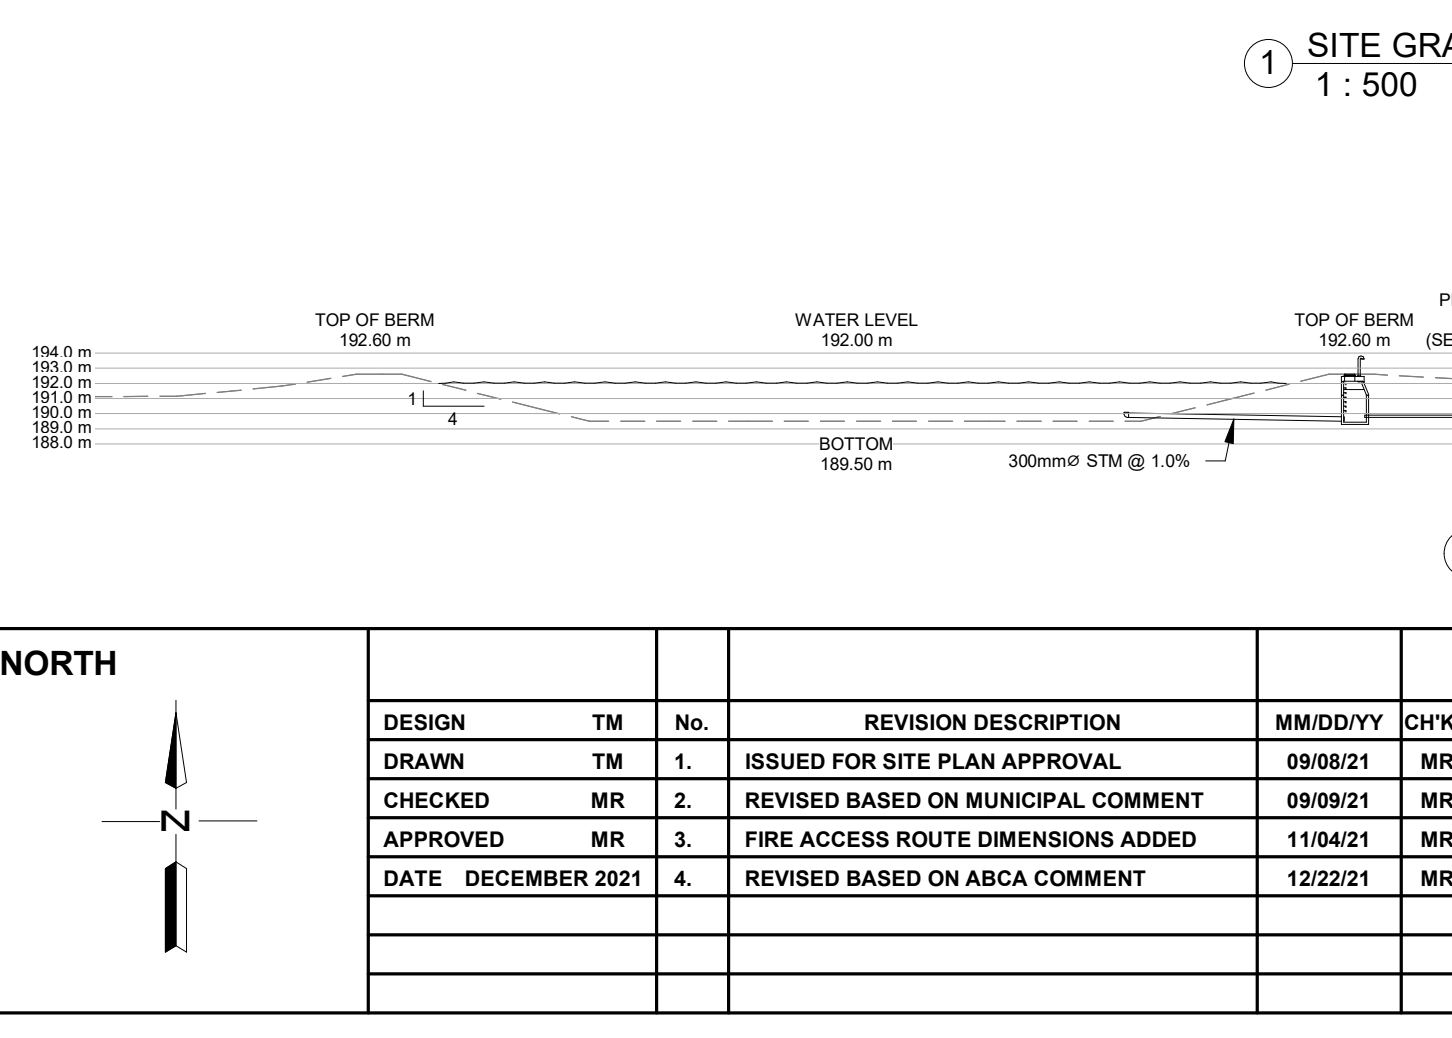 SITE GRA
1
1 : 500
P
TOP OF BERM
192.60 m
WATER LEVEL
192.00 m
TOP OF BERM
192.60 m
(SE
194.0 m
193.0 m
192.0 m
191.0 m
190.0 m
189.0 m
188.0 m
1
4
BOTTOM
189.50 m
300mmØ STM @ 1.0%
NORTH
N
DESIGN TM No. REVISION DESCRIPTION MM/DD/YY CH'K
DRAWN TM 1. ISSUED FOR SITE PLAN APPROVAL 09/08/21 MR
CHECKED MR 2. REVISED BASED ON MUNICIPAL COMMENT 09/09/21 MR
APPROVED MR 3. FIRE ACCESS ROUTE DIMENSIONS ADDED 11/04/21 MR
DATE DECEMBER 2021 4. REVISED BASED ON ABCA COMMENT 12/22/21 MR